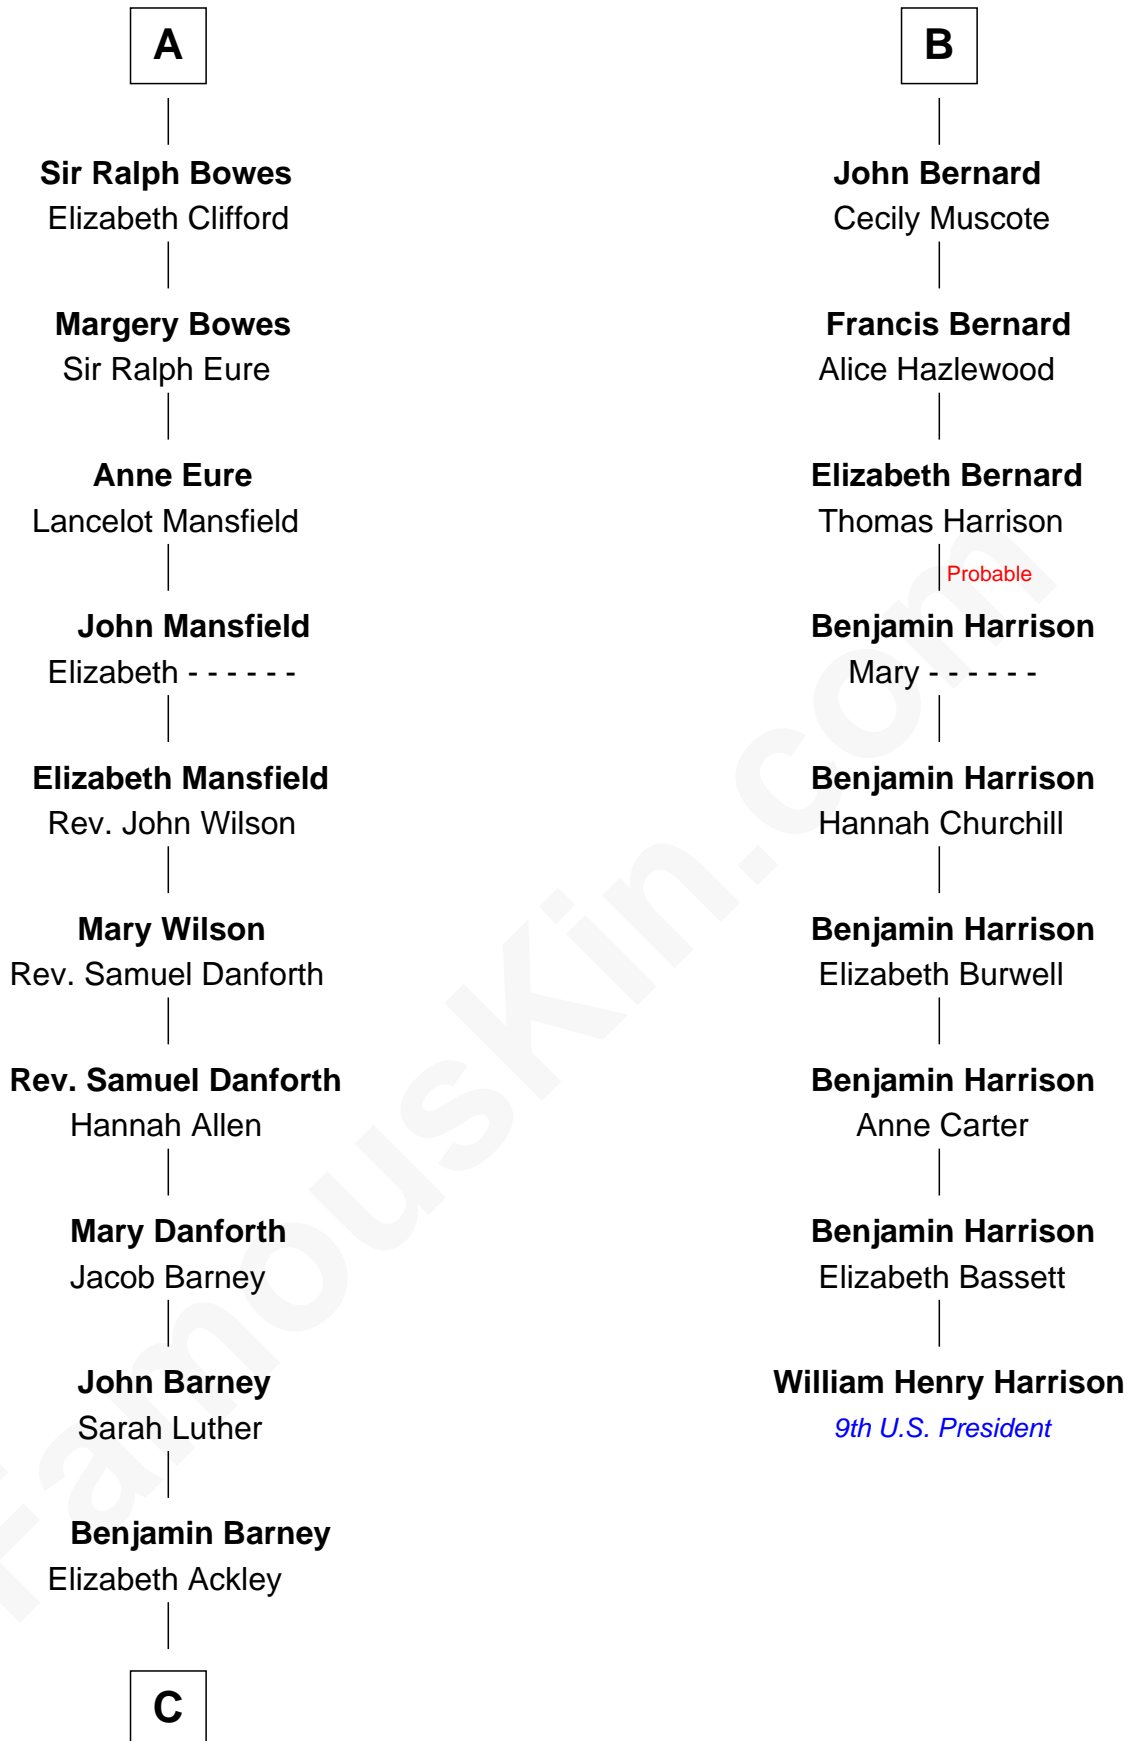 A
Sir Ralph Bowes
Elizabeth Clifford
Margery Bowes
Sir Ralph Eure
Anne Eure
Lancelot Mansfield
John Mansfield
Elizabeth - - - - - -
Elizabeth Mansfield
Rev. John Wilson
Mary Wilson
Rev. Samuel Danforth
Rev. Samuel Danforth
Hannah Allen
Mary Danforth
Jacob Barney
John Barney
Sarah Luther
Benjamin Barney
Elizabeth Ackley
C
B
John Bernard
Cecily Muscote
Francis Bernard
Alice Hazlewood
Elizabeth Bernard
Thomas Harrison
Probable
Benjamin Harrison
Mary - - - - - -
Benjamin Harrison
Hannah Churchill
Benjamin Harrison
Elizabeth Burwell
Benjamin Harrison
Anne Carter
Benjamin Harrison
Elizabeth Bassett
William Henry Harrison
9th U.S. President
FamousKin.com